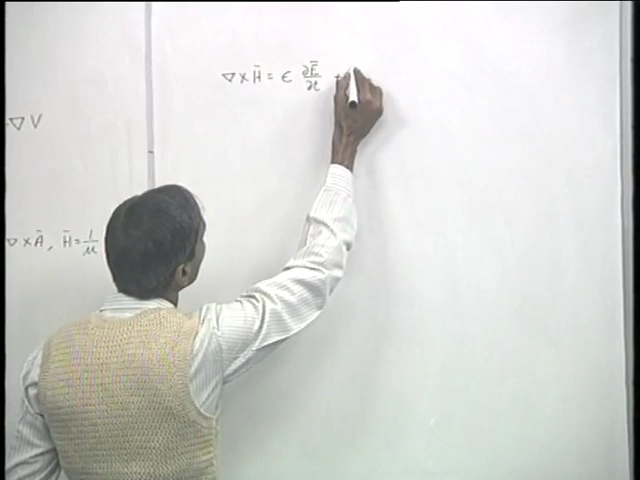 ∇ × H̄ = ϵ ∂Ē/∂t +
∇V
∇ × Ā, H̄ = 1/μ